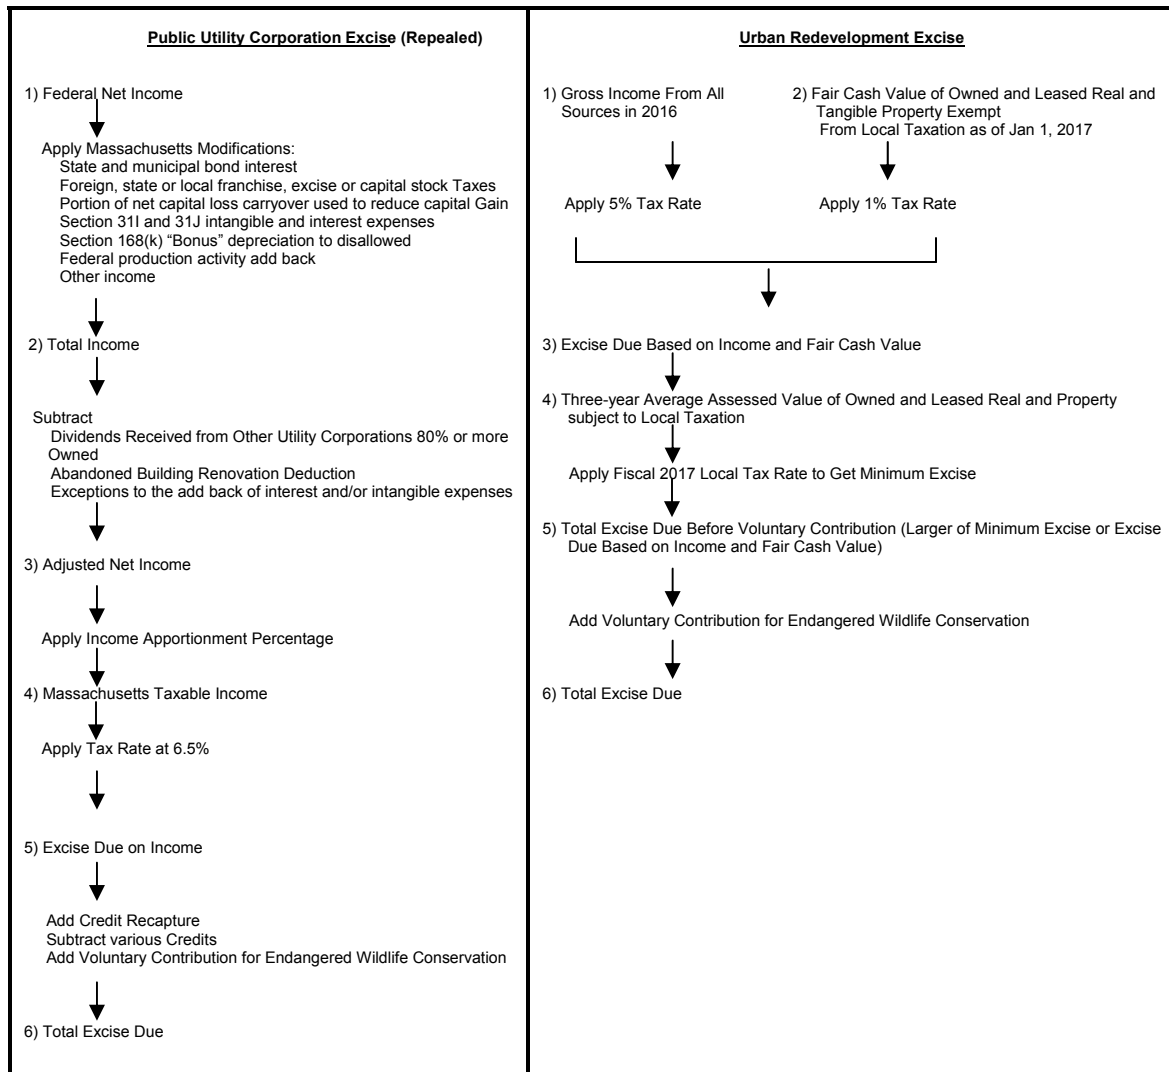 Public Utility Corporation Excise (Repealed)
1) Federal Net Income
Apply Massachusetts Modifications:
State and municipal bond interest
Foreign, state or local franchise, excise or capital stock Taxes
Portion of net capital loss carryover used to reduce capital Gain
Section 31I and 31J intangible and interest expenses
Section 168(k) “Bonus” depreciation to disallowed
Federal production activity add back
Other income
2) Total Income
Subtract
Dividends Received from Other Utility Corporations 80% or more
Owned
Abandoned Building Renovation Deduction
Exceptions to the add back of interest and/or intangible expenses
3) Adjusted Net Income
Apply Income Apportionment Percentage
4) Massachusetts Taxable Income
Apply Tax Rate at 6.5%
5) Excise Due on Income
Add Credit Recapture
Subtract various Credits
Add Voluntary Contribution for Endangered Wildlife Conservation
6) Total Excise Due
Urban Redevelopment Excise
1) Gross Income From All
Sources in 2016
2) Fair Cash Value of Owned and Leased Real and
Tangible Property Exempt
From Local Taxation as of Jan 1, 2017
Apply 5% Tax Rate
Apply 1% Tax Rate
3) Excise Due Based on Income and Fair Cash Value
4) Three-year Average Assessed Value of Owned and Leased Real and Property
subject to Local Taxation
Apply Fiscal 2017 Local Tax Rate to Get Minimum Excise
5) Total Excise Due Before Voluntary Contribution (Larger of Minimum Excise or Excise
Due Based on Income and Fair Cash Value)
Add Voluntary Contribution for Endangered Wildlife Conservation
6) Total Excise Due